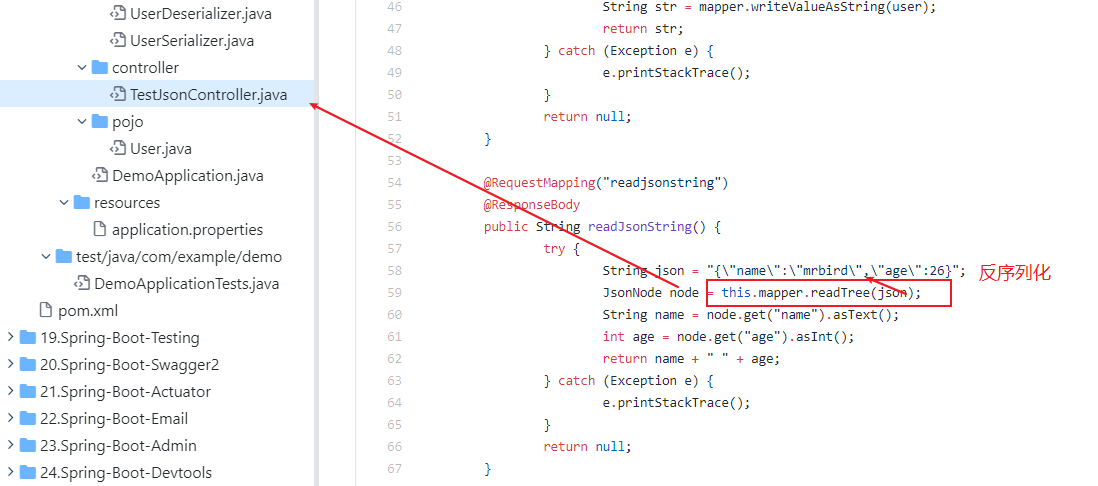 UserDeserializer.java
UserSerializer.java
controller
TestJsonController.java
pojo
User.java
DemoApplication.java
resources
application.properties
test/java/com/example/demo
DemoApplicationTests.java
pom.xml
19.Spring-Boot-Testing
20.Spring-Boot-Swagger2
21.Spring-Boot-Actuator
22.Spring-Boot-Email
23.Spring-Boot-Admin
24.Spring-Boot-Devtools
46 String str = mapper.writeValueAsString(user);
47 return str;
48 } catch (Exception e) {
49 e.printStackTrace();
50 }
51 return null;
52 }
53
54 @RequestMapping("readjsonstring")
55 @ResponseBody
56 public String readJsonString() {
57 try {
58 String json = "{\"name\":\"mrbird\",\"age\":26}"; 反序列化
59 JsonNode node = this.mapper.readTree(json);
60 String name = node.get("name").asText();
61 int age = node.get("age").asInt();
62 return name + " " + age;
63 } catch (Exception e) {
64 e.printStackTrace();
65 }
66 return null;
67 }